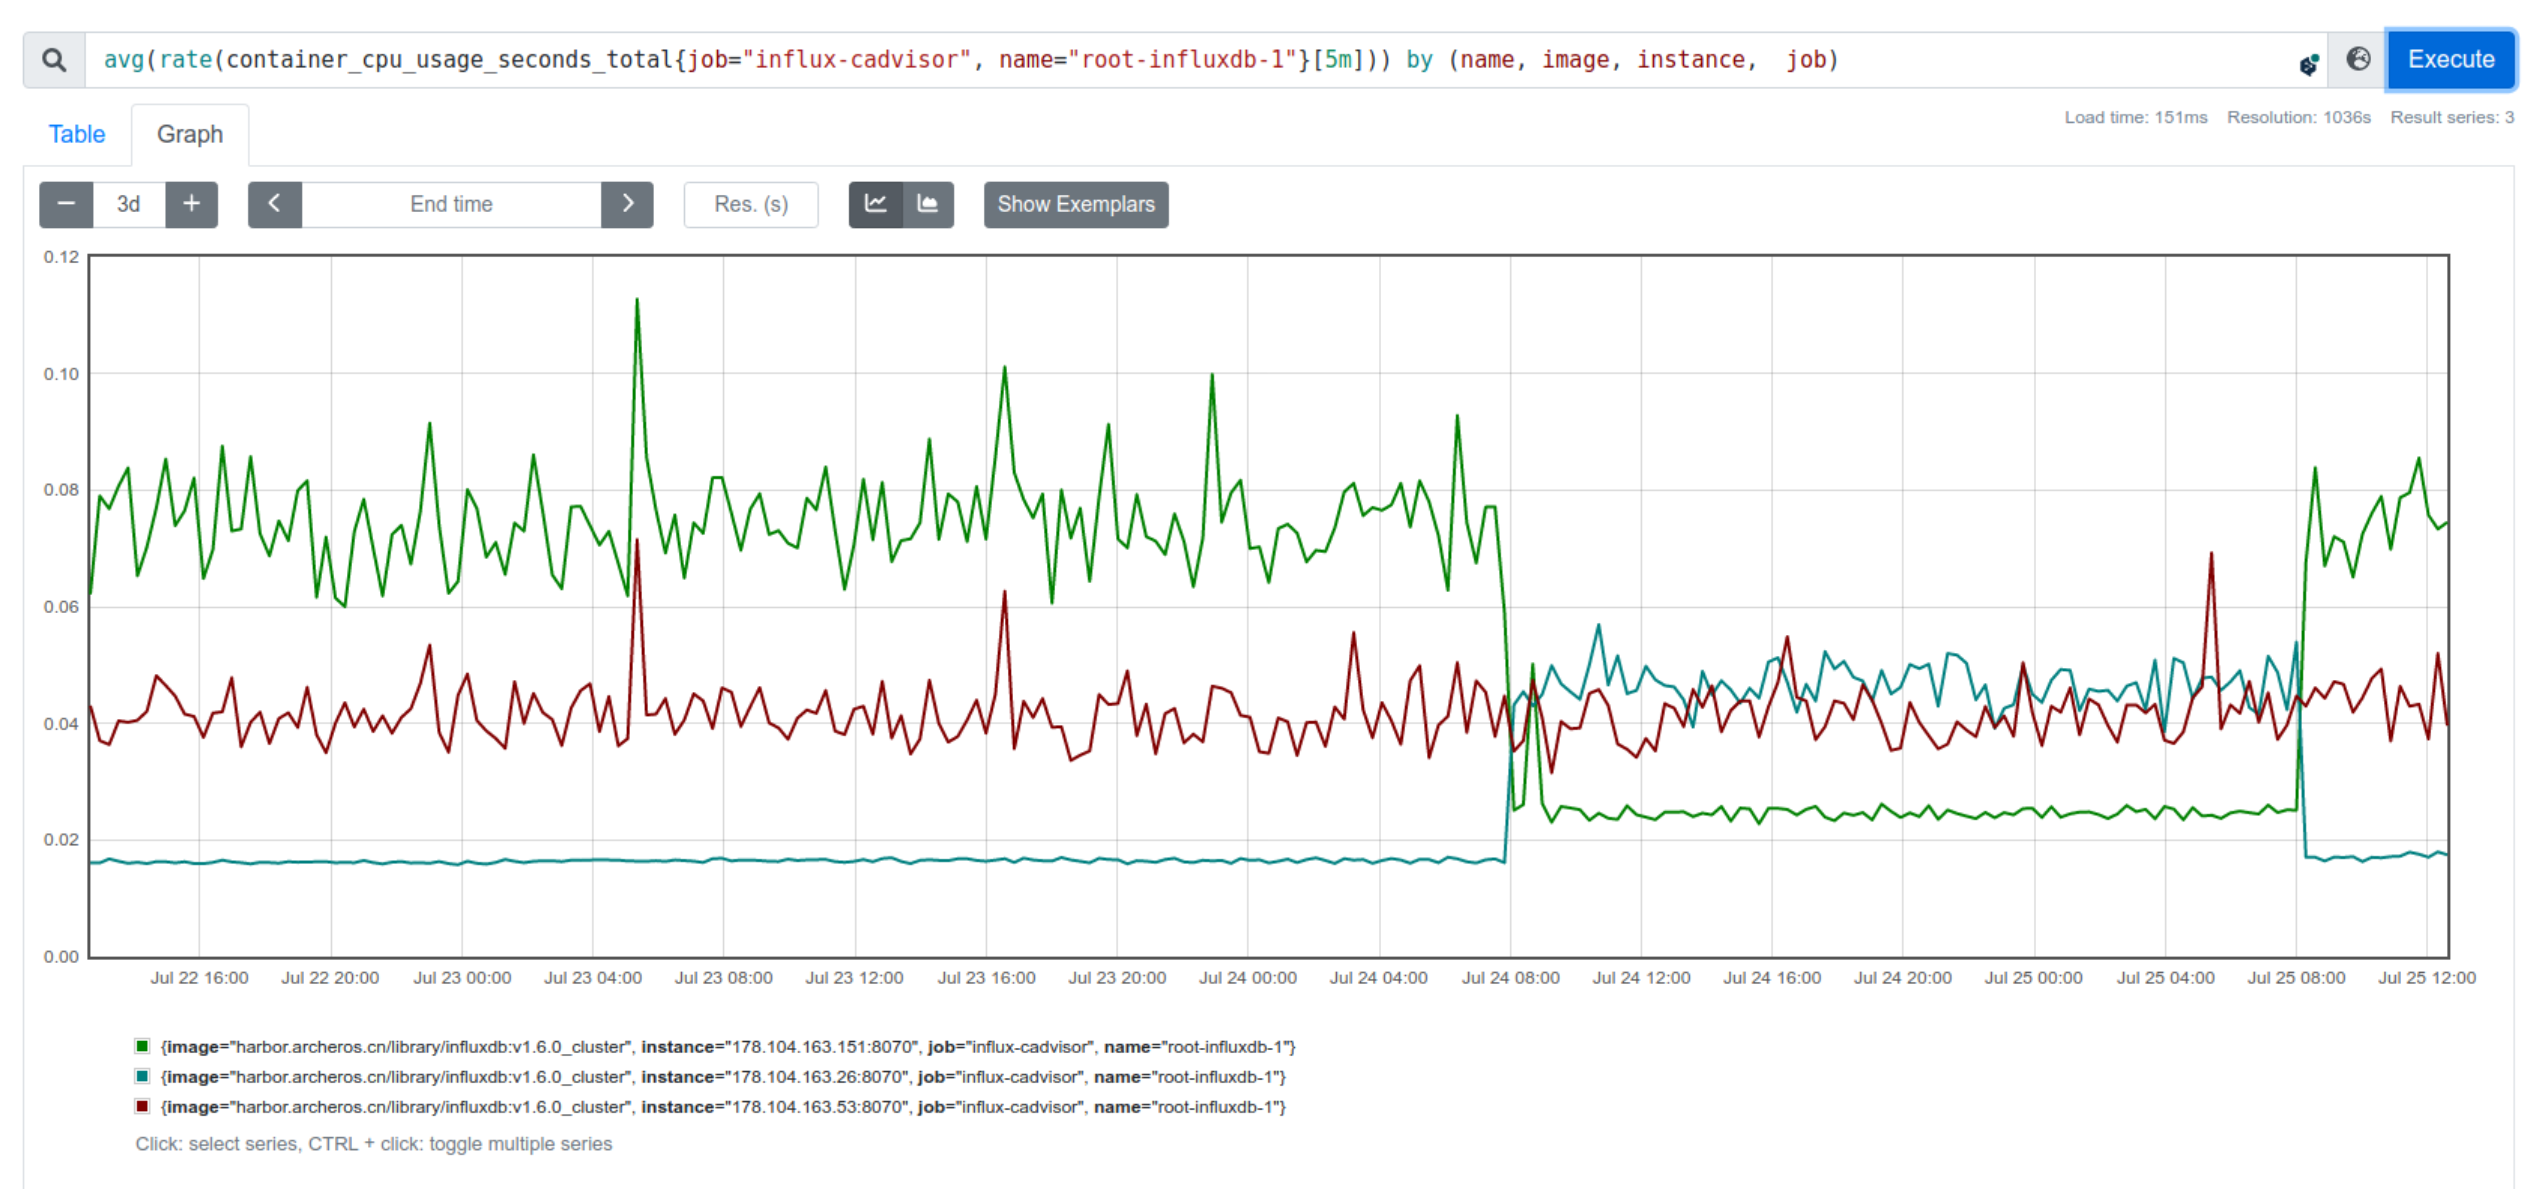 avg(rate(container_cpu_usage_seconds_total{job="influx-cadvisor", name="root-influxdb-1"}[5m])) by (name, image, instance,  job)
Execute
Load time: 151ms Resolution: 1036s Result series: 3
Table Graph
3d End time Res. (s) Show Exemplars
0.12
0.10
0.08
0.06
0.04
0.02
0.00
Jul 22 16:00 Jul 22 20:00 Jul 23 00:00 Jul 23 04:00 Jul 23 08:00 Jul 23 12:00 Jul 23 16:00 Jul 23 20:00 Jul 24 00:00 Jul 24 04:00 Jul 24 08:00 Jul 24 12:00 Jul 24 16:00 Jul 24 20:00 Jul 25 00:00 Jul 25 04:00 Jul 25 08:00 Jul 25 12:00
{image="harbor.archeros.cn/library/influxdb:v1.6.0_cluster", instance="178.104.163.151:8070", job="influx-cadvisor", name="root-influxdb-1"}
{image="harbor.archeros.cn/library/influxdb:v1.6.0_cluster", instance="178.104.163.26:8070", job="influx-cadvisor", name="root-influxdb-1"}
{image="harbor.archeros.cn/library/influxdb:v1.6.0_cluster", instance="178.104.163.53:8070", job="influx-cadvisor", name="root-influxdb-1"}
Click: select series, CTRL + click: toggle multiple series